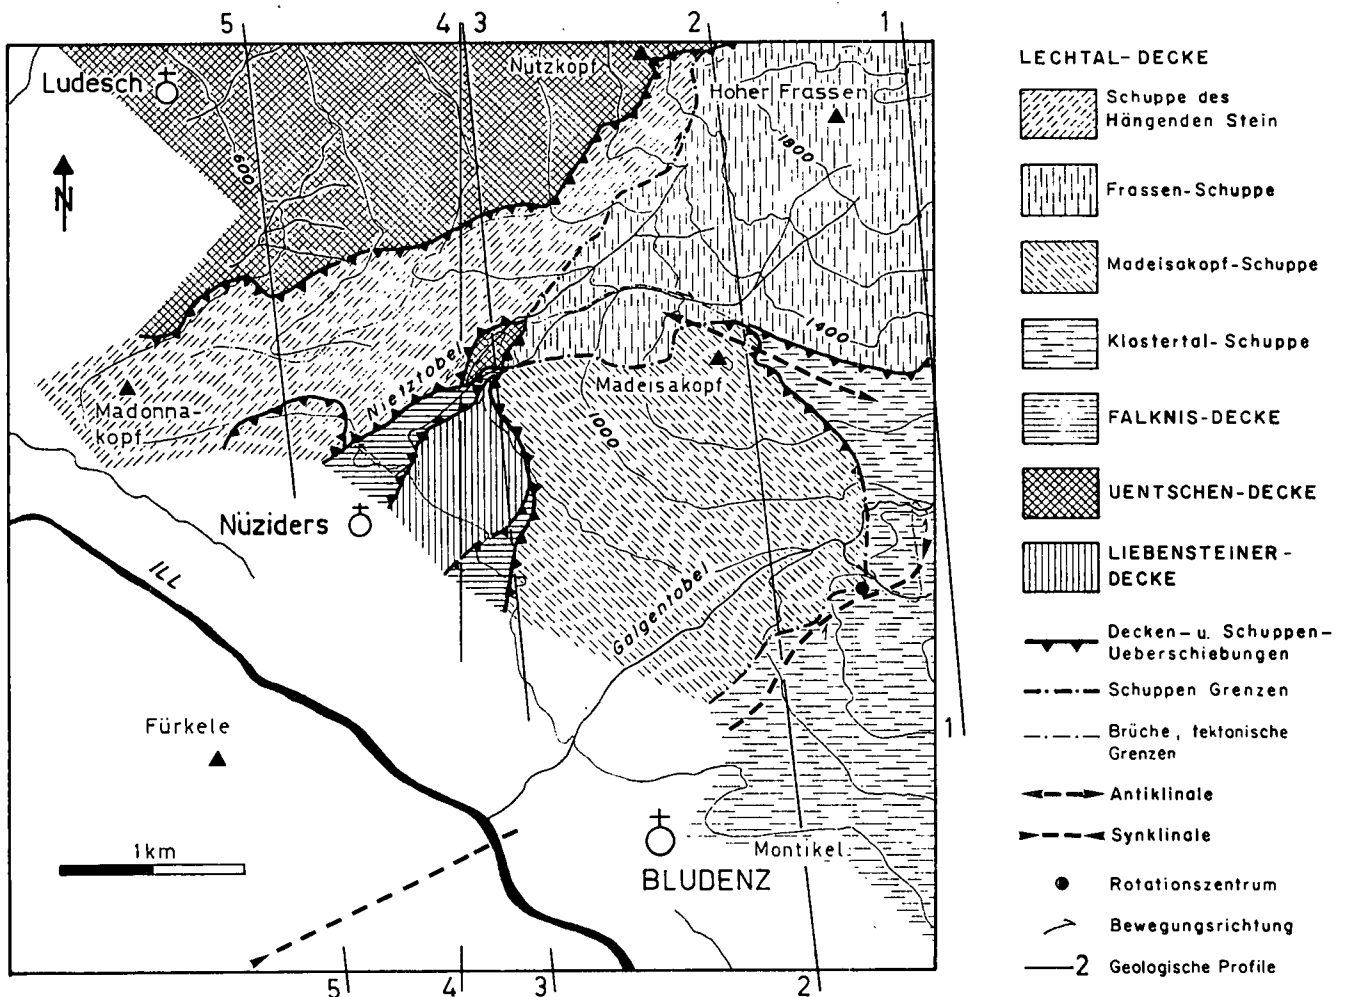 5
4 3
2
1
Ludesch
Nutzkopf
Hoher Frassen
600
1800
N
1400
Madonna-
kopf
Nietztobel
Madeisakopf
1000
Nüziders
ILL
Galgentobel
Fürkele
1
1km
Montikel
BLUDENZ
5
4
3
2
LECHTAL-DECKE
Schuppe des
Hängenden Stein
Frassen-Schuppe
Madeisakopf-Schuppe
Klostertal-Schuppe
FALKNIS-DECKE
UENTSCHEN-DECKE
LIEBENSTEINER-
DECKE
Decken- u. Schuppen-
Ueberschiebungen
Schuppen Grenzen
Brüche, tektonische
Grenzen
Antiklinale
Synklinale
Rotationszentrum
Bewegungsrichtung
2 Geologische Profile